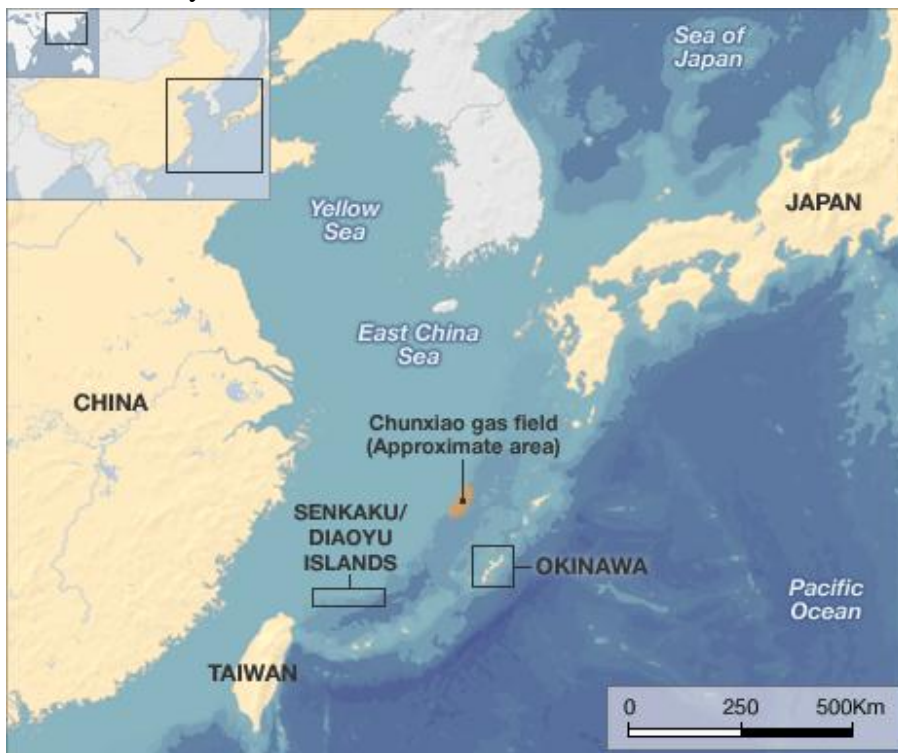 Sea of
Japan
JAPAN
Yellow
Sea
East China
Sea
CHINA
Chunxiao gas field
(Approximate area)
SENKAKU/
DIAOYU
ISLANDS
OKINAWA
Pacific
Ocean
TAIWAN
0 250 500Km